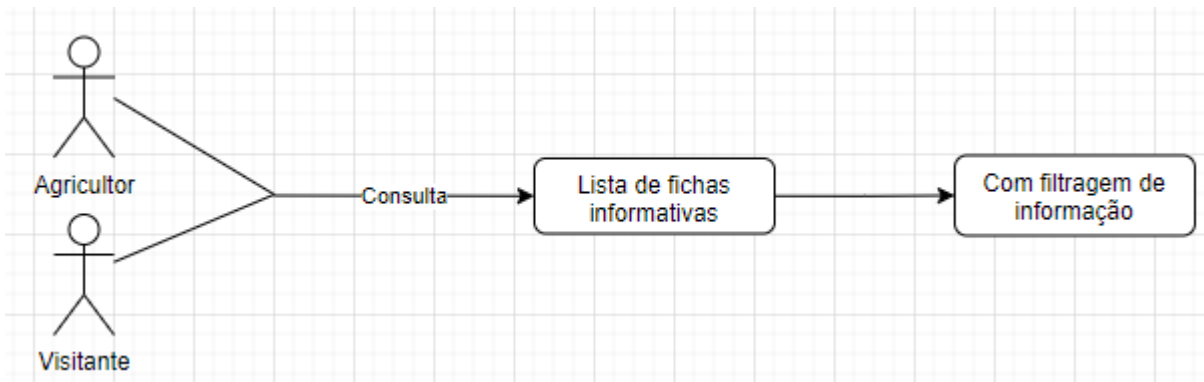 Agricultor
Visitante
Consulta
Lista de fichas
informativas
Com filtragem de
informação